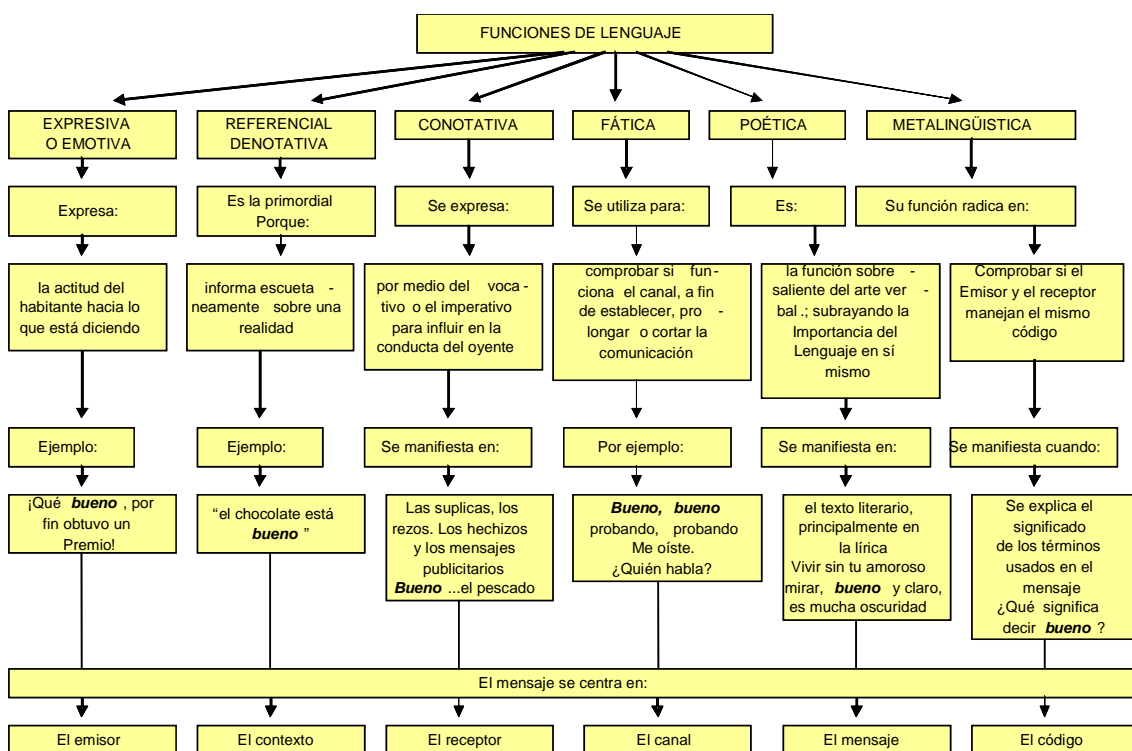 FUNCIONES DE LENGUAJE
EXPRESIVA
O EMOTIVA
REFERENCIAL
DENOTATIVA
CONOTATIVA
FÁTICA
POÉTICA
METALINGÜISTICA
Expresa:
Es la primordial
Porque:
Se expresa:
Se utiliza para:
Es:
Su función radica en:
la actitud del
habitante hacia lo
que está diciendo
informa escueta -
neamente sobre una
realidad
por medio del voca -
tivo o el imperativo
para influir en la
conducta del oyente
comprobar si fun-
ciona el canal, a fin
de establecer, pro -
longar o cortar la
comunicación
la función sobre -
saliente del arte ver -
bal .; subrayando la
Importancia del
Lenguaje en sí
mismo
Comprobar si el
Emisor y el receptor
manejan el mismo
código
Ejemplo:
Ejemplo:
Se manifiesta en:
Por ejemplo:
Se manifiesta en:
Se manifiesta cuando:
¡Qué bueno , por
fin obtuvo un
Premio!
“el chocolate está
bueno ”
Las suplicas, los
rezos. Los hechizos
y los mensajes
publicitarios
Bueno ...el pescado
Bueno, bueno
probando, probando
Me oíste.
¿Quién habla?
el texto lírerario,
principalmente en
la lírica
Vivir sin tu amoroso
mirar, bueno y claro,
es mucha oscuridad
Se explica el
significado
de los términos
usados en el
mensaje
¿Qué significa
decir bueno ?
El mensaje se centra en:
El emisor
El contexto
El receptor
El canal
El mensaje
El código